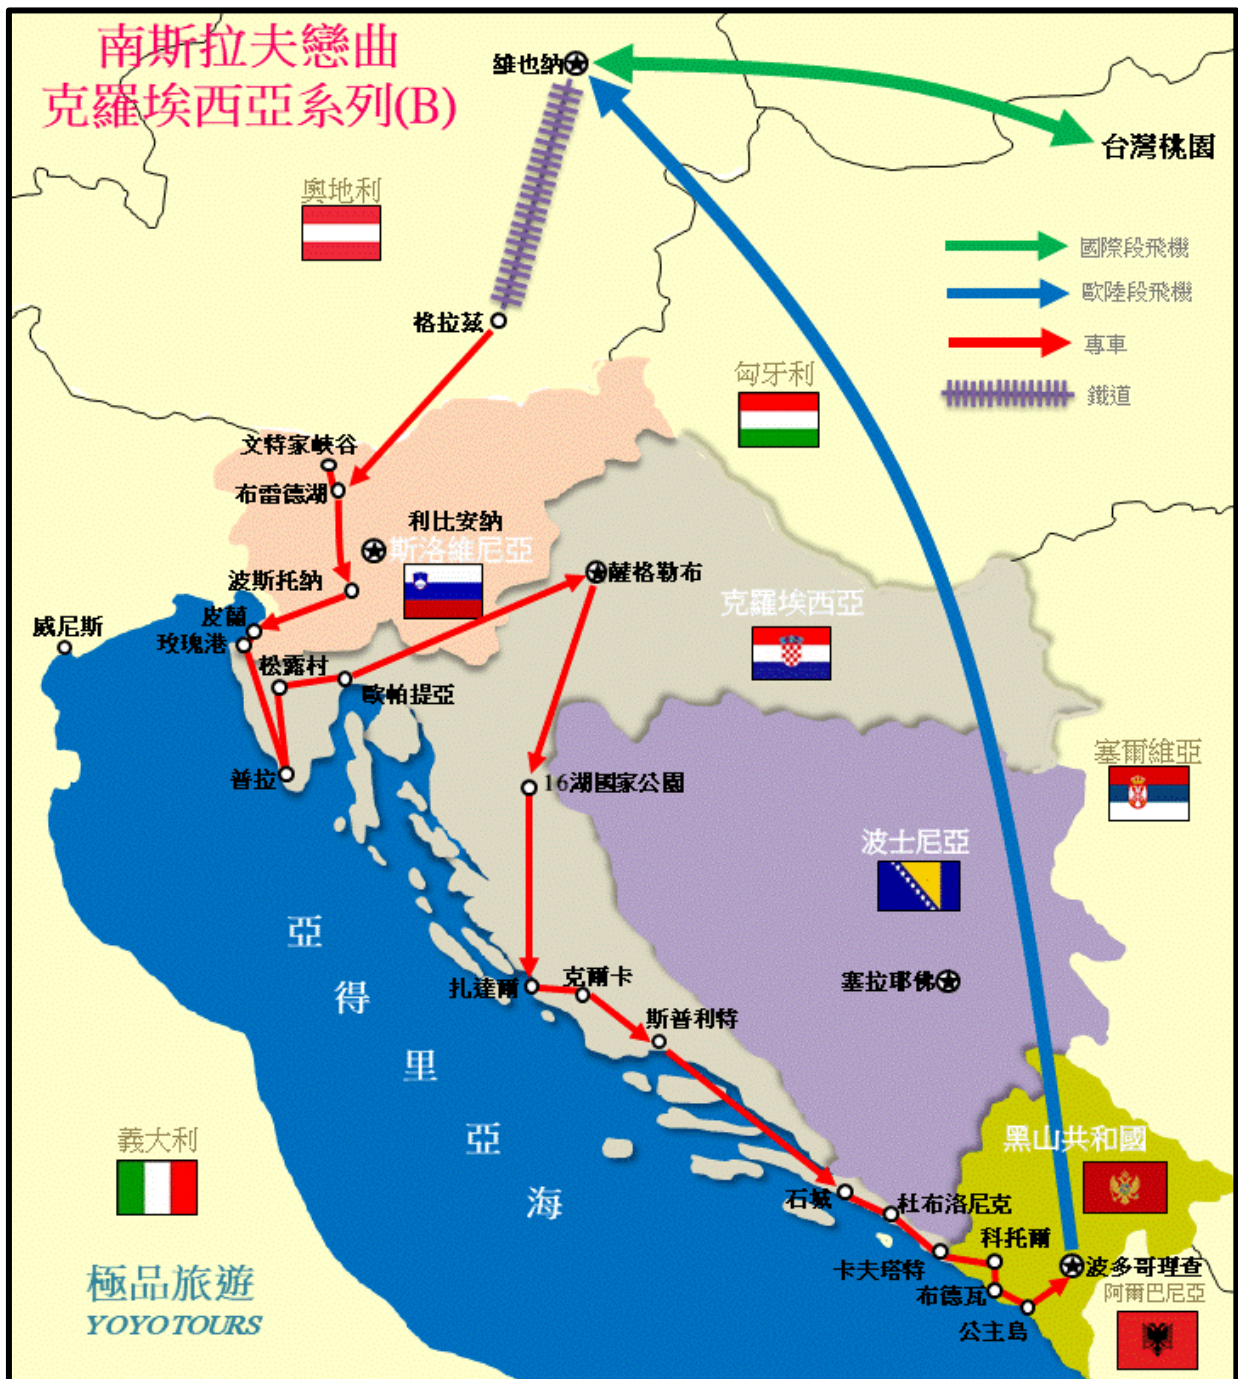 南斯拉夫戀曲
克羅埃西亞系列(B)
維也納
台灣桃園
奧地利
國際段飛機
歐陸段飛機
專車
鐵道
格拉茲
匈牙利
文特家峽谷
布雷德湖
利比安納
斯洛維尼亞
波斯托納
薩格勒布
克羅埃西亞
皮蘭
威尼斯
玫瑰港
松露村
歐帕提亞
塞爾維亞
普拉
16湖國家公園
波士尼亞
亞得里亞海
塞拉耶佛
扎達爾
克爾卡
斯普利特
義大利
黑山共和國
石城
杜布洛尼克
科托爾
卡夫塔特
波多哥理查
布德瓦
阿爾巴尼亞
公主島
極品旅遊
YOYO TOURS